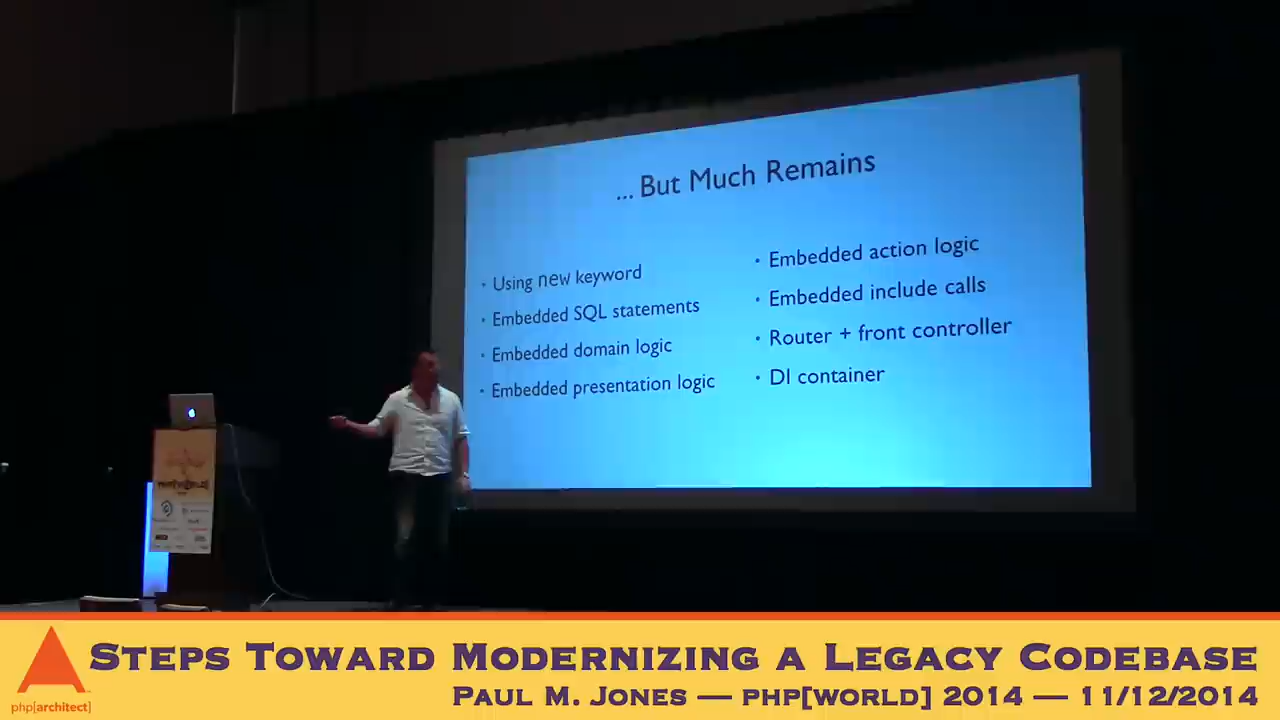 ... But Much Remains
• Using new keyword
• Embedded SQL statements
• Embedded domain logic
• Embedded presentation logic
• Embedded action logic
• Embedded include calls
• Router + front controller
• DI container
STEPS TOWARD MODERNIZING A LEGACY CODEBASE
PAUL M. JONES — PHP[WORLD] 2014 — 11/12/2014
php[architect]